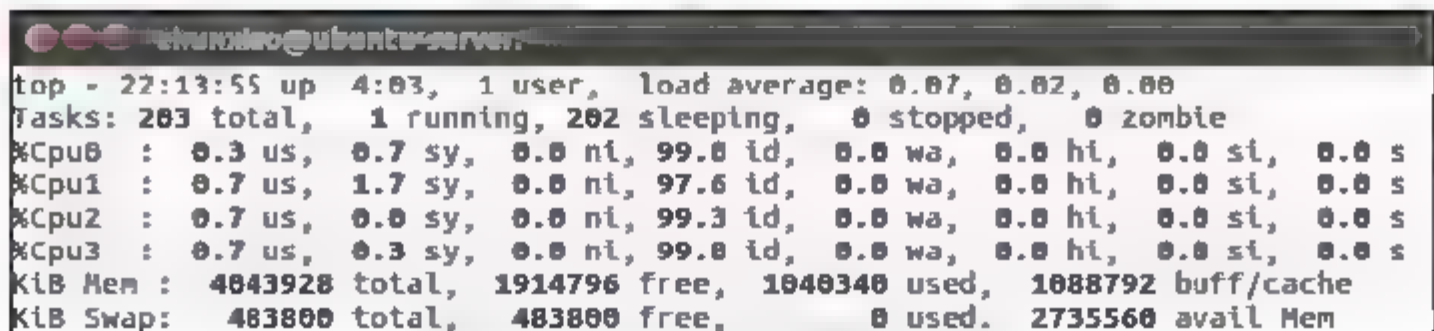 @ubuntu-server:
top - 22:13:55 up  4:03,  1 user,  load average: 0.07, 0.02, 0.00
Tasks: 203 total,   1 running, 202 sleeping,   0 stopped,   0 zombie
%Cpu0  :  0.3 us,  0.7 sy,  0.0 ni, 99.0 id,  0.0 wa,  0.0 hi,  0.0 si,  0.0 s
%Cpu1  :  0.7 us,  1.7 sy,  0.0 ni, 97.6 id,  0.0 wa,  0.0 hi,  0.0 si,  0.0 s
%Cpu2  :  0.7 us,  0.0 sy,  0.0 ni, 99.3 id,  0.0 wa,  0.0 hi,  0.0 si,  0.0 s
%Cpu3  :  0.7 us,  0.3 sy,  0.0 ni, 99.0 id,  0.0 wa,  0.0 hi,  0.0 si,  0.0 s
KiB Mem :  4043928 total,  1914796 free,  1040340 used,  1088792 buff/cache
KiB Swap:   483800 total,   483800 free,        0 used.  2735560 avail Mem